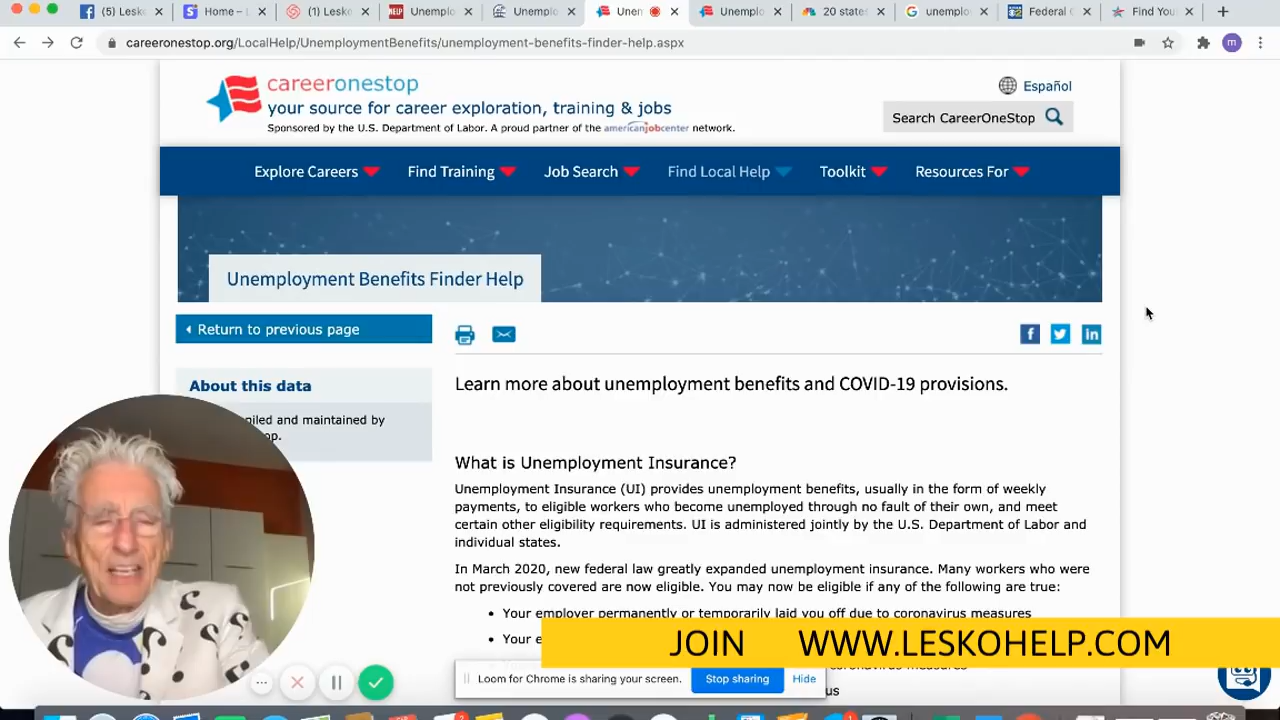 (5) Lesk
Home –
(1) Lesko
Unemploy
Unemplo
Unem
Unemplo
20 states
unemplo
Federal
Find You
careeronestop.org/LocalHelp/UnemploymentBenefits/unemployment-benefits-finder-help.aspx
m
careeronestop
your source for career exploration, training & jobs
Sponsored by the U.S. Department of Labor. A proud partner of the americanjobcenter network.
Español
Search CareerOneStop
Explore Careers Find Training Job Search Find Local Help Toolkit Resources For
Unemployment Benefits Finder Help
Return to previous page
About this data
piled and maintained by
op.
Learn more about unemployment benefits and COVID-19 provisions.
What is Unemployment Insurance?
Unemployment Insurance (UI) provides unemployment benefits, usually in the form of weekly
payments, to eligible workers who become unemployed through no fault of their own, and meet
certain other eligibility requirements. UI is administered jointly by the U.S. Department of Labor and
individual states.
In March 2020, new federal law greatly expanded unemployment insurance. Many workers who were
not previously covered are now eligible. You may now be eligible if any of the following are true:
• Your employer permanently or temporarily laid you off due to coronavirus measures
• Your e
JOIN WWW.LESKOHELP.COM
Loom for Chrome is sharing your screen. Stop sharing Hide
us